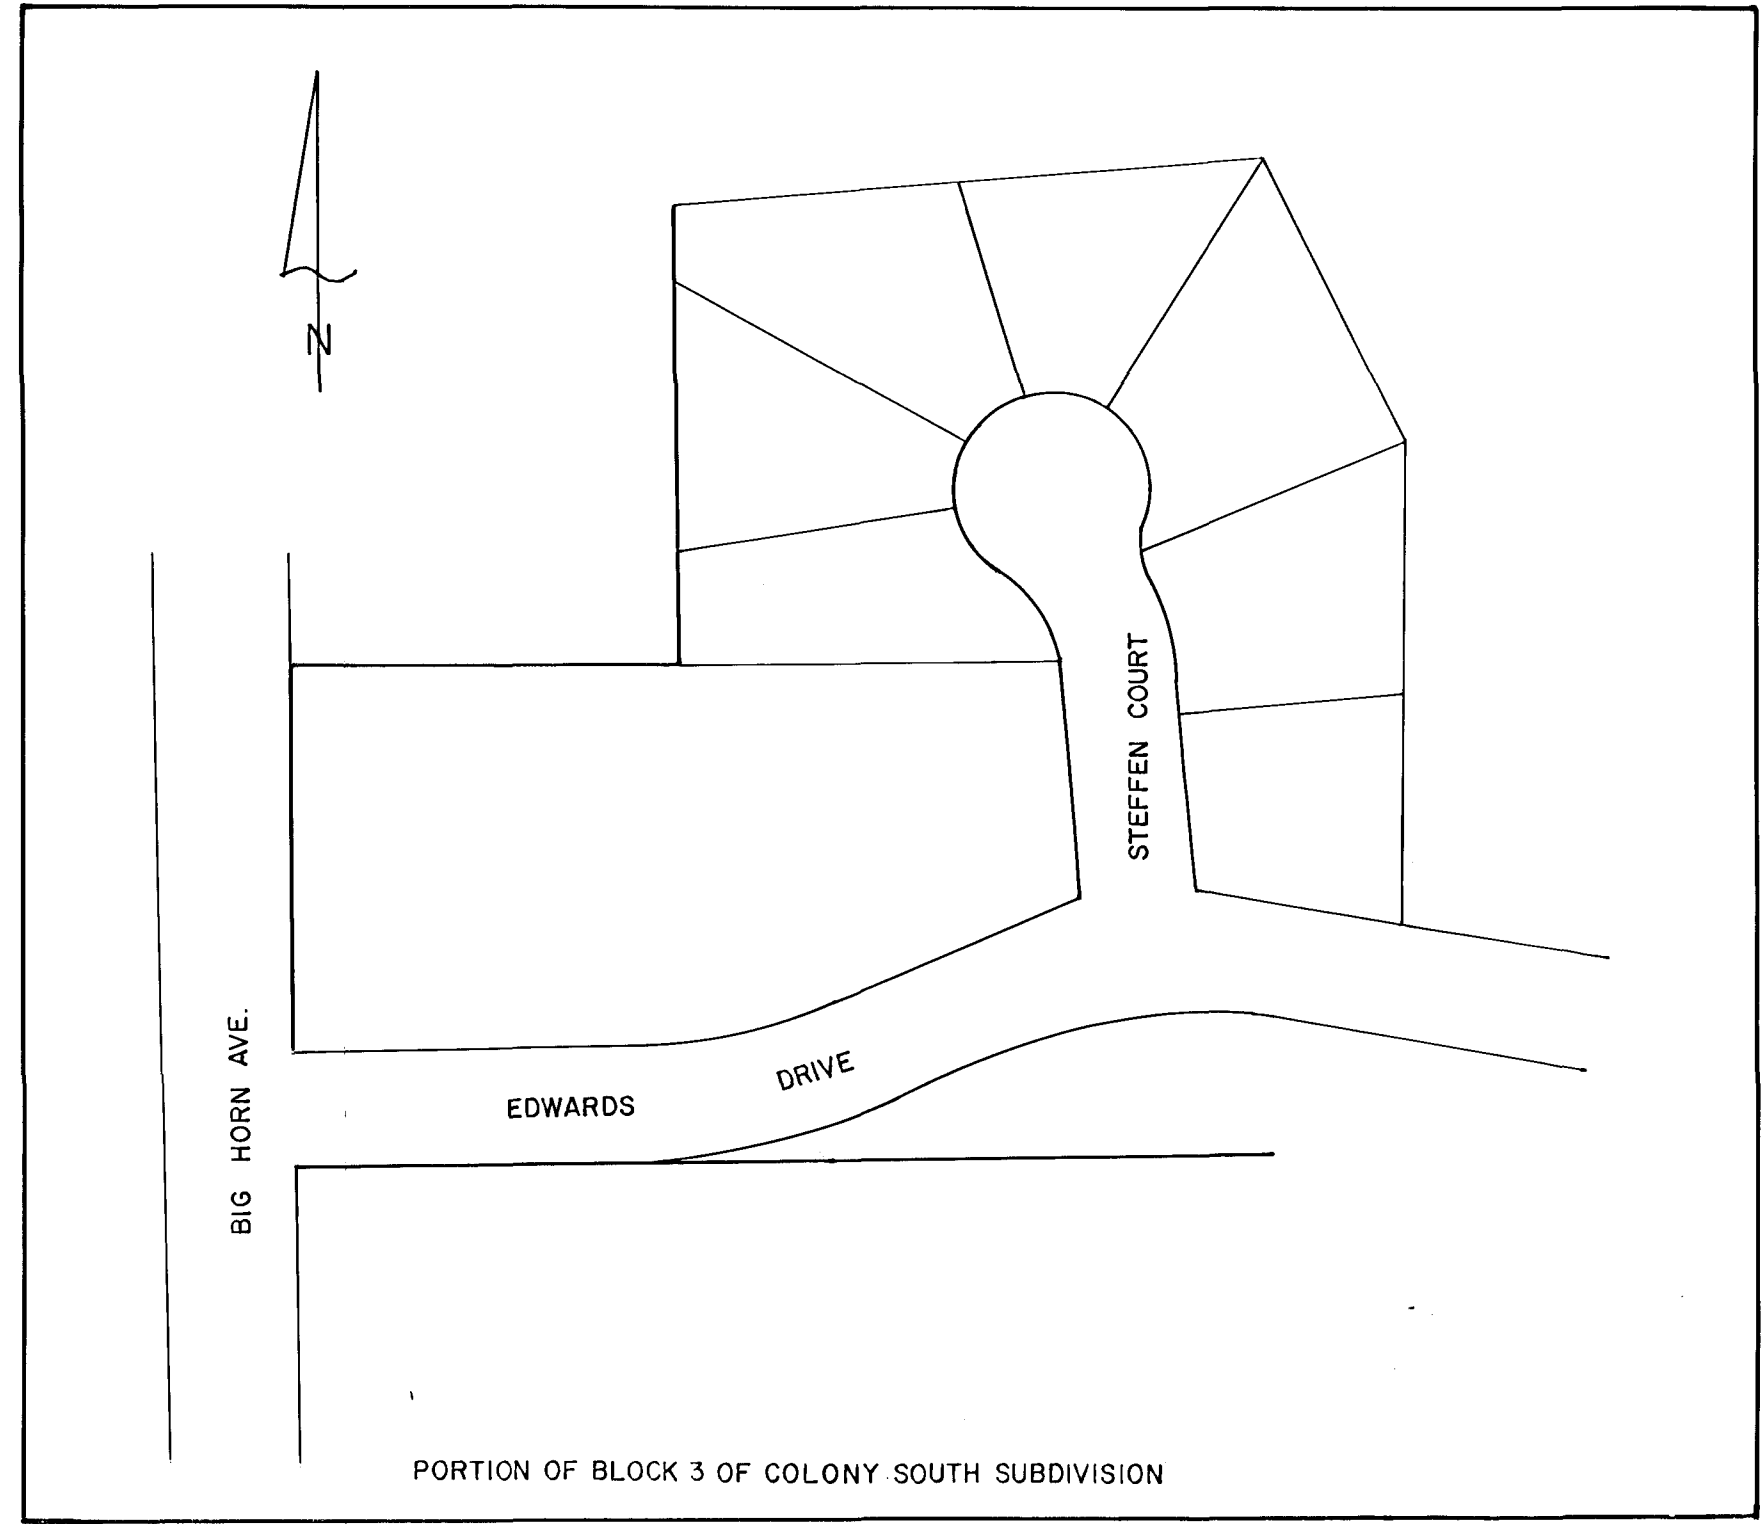 N
STEFFEN COURT
BIG HORN AVE.
EDWARDS DRIVE
PORTION OF BLOCK 3 OF COLONY SOUTH SUBDIVISION